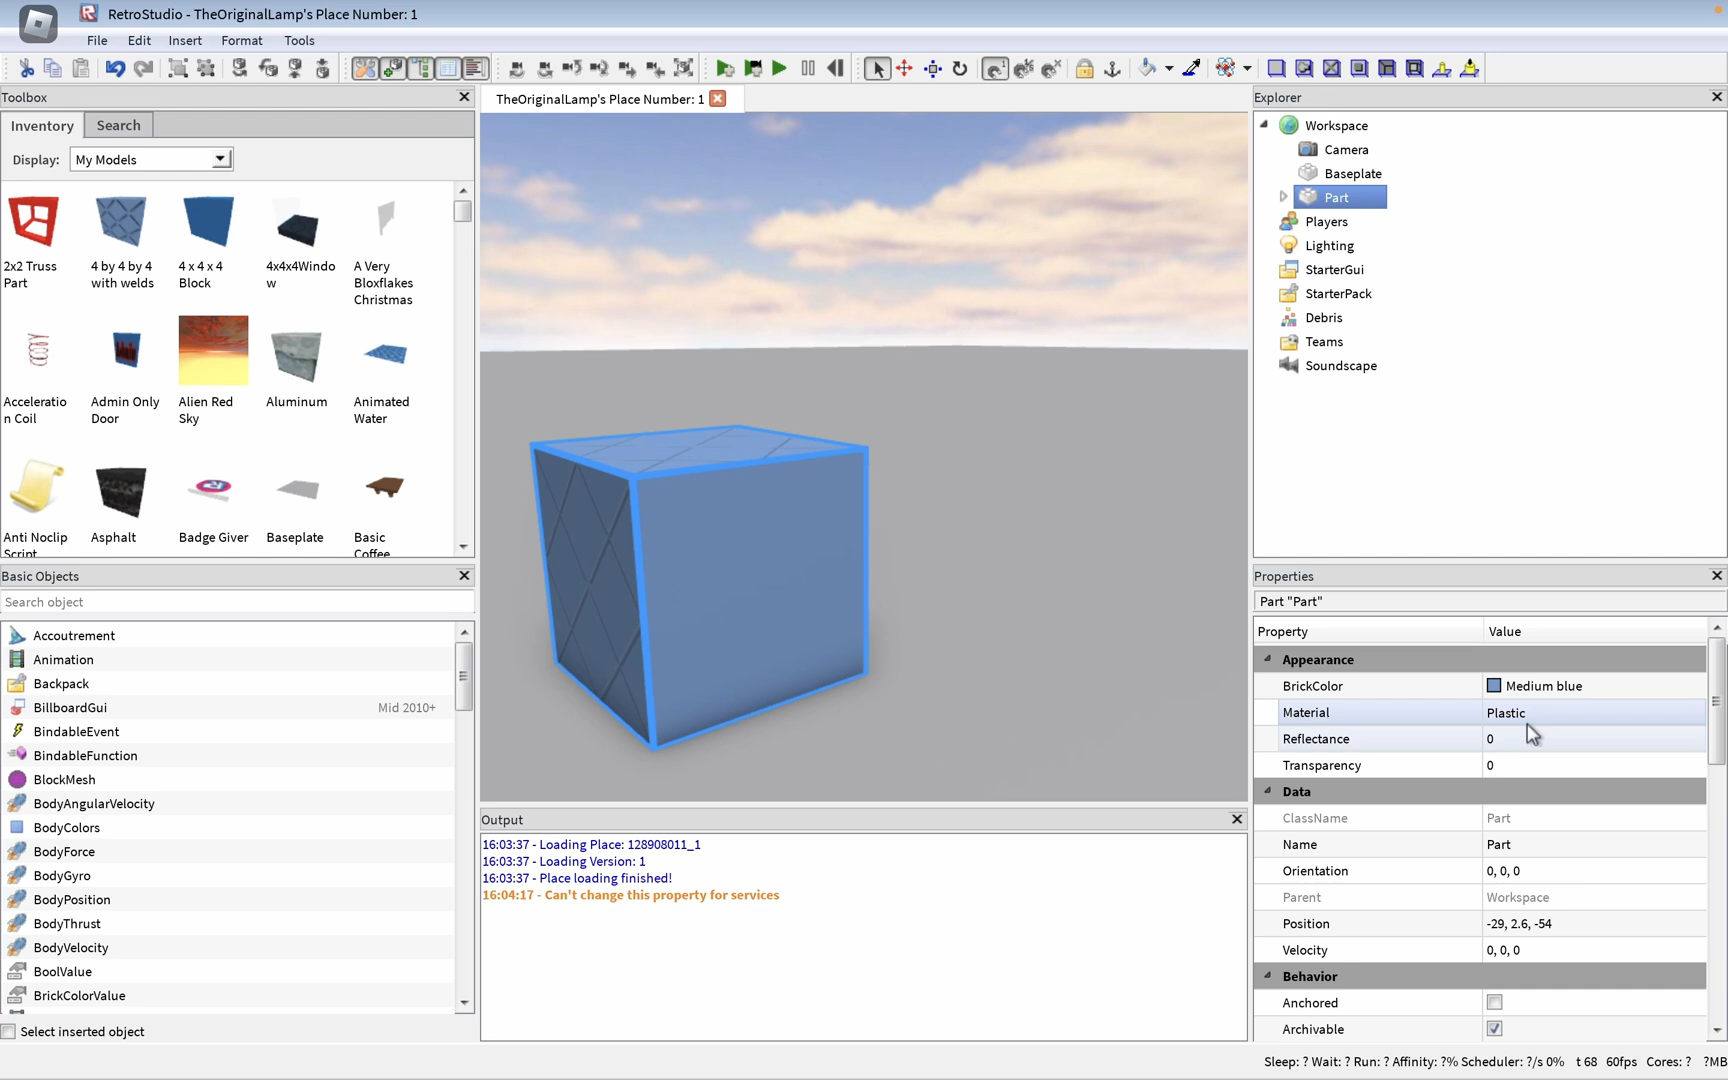 RetroStudio - TheOriginalLamp's Place Number: 1
File Edit Insert Format Tools
Toolbox
Inventory Search
Display: My Models
2x2 Truss Part
4 by 4 by 4 with welds
4 x 4 x 4 Block
4x4x4Windo
w
A Very Bloxflakes Christmas
Acceleratio
n Coil
Admin Only Door
Alien Red Sky
Aluminum
Animated Water
Anti Noclip Script
Asphalt
Badge Giver
Baseplate
Basic Coffee
Basic Objects
Search object
Accoutrement
Animation
Backpack
BillboardGui Mid 2010+
BindableEvent
BindableFunction
BlockMesh
BodyAngularVelocity
BodyColors
BodyForce
BodyGyro
BodyPosition
BodyThrust
BodyVelocity
BoolValue
BrickColorValue
Select inserted object
TheOriginalLamp's Place Number: 1
Output
16:03:37 - Loading Place: 128908011_1
16:03:37 - Loading Version: 1
16:03:37 - Place loading finished!
16:04:17 - Can't change this property for services
Explorer
Workspace
Camera
Baseplate
Part
Players
Lighting
StarterGui
StarterPack
Debris
Teams
Soundscape
Properties
Part "Part"
Property Value
Appearance
BrickColor Medium blue
Material Plastic
Reflectance 0
Transparency 0
Data
ClassName Part
Name Part
Orientation 0, 0, 0
Parent Workspace
Position -29, 2.6, -54
Velocity 0, 0, 0
Behavior
Anchored
Archivable
Sleep: ? Wait: ? Run: ? Affinity: ?% Scheduler: ?/s 0% t 68 60fps Cores: ? ?MB